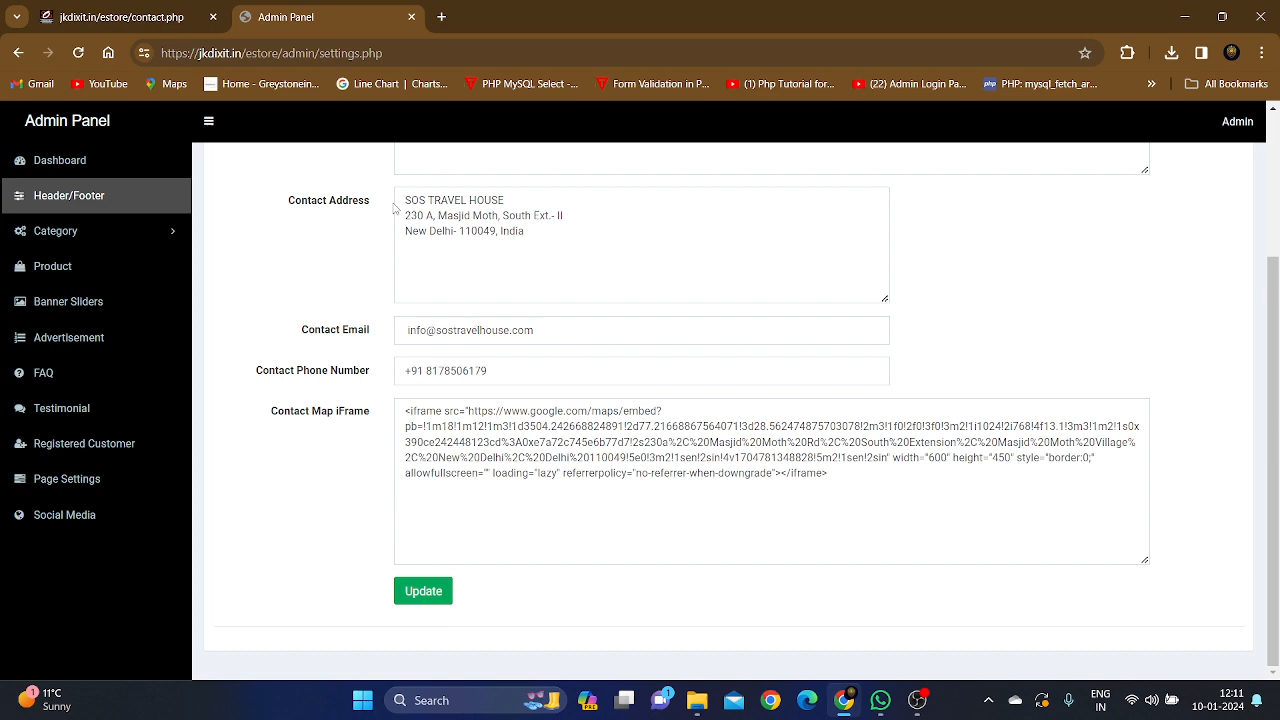 jkdixit.in/estore/contact.php
Admin Panel
https://jkdixit.in/estore/admin/settings.php
Gmail
YouTube
Maps
Home - Greystonein...
Line Chart | Charts...
PHP MySQL Select -...
Form Validation in P...
(1) Php Tutorial for...
(22) Admin Login Pa...
php PHP: mysql_fetch_ar...
All Bookmarks
Admin Panel
Admin
Dashboard
Header/Footer
Category
Product
Banner Sliders
Advertisement
FAQ
Testimonial
Registered Customer
Page Settings
Social Media
Contact Address
SOS TRAVEL HOUSE
230 A, Masjid Moth, South Ext.- II
New Delhi- 110049, India
Contact Email
info@sostravelhouse.com
Contact Phone Number
+91 8178506179
Contact Map iFrame
<iframe src="https://www.google.com/maps/embed?
pb=!1m18!1m12!1m3!1d3504.242668824891!2d77.21668867564071!3d28.562474875703078!2m3!1f0!2f0!3f0!3m2!1i1024!2i768!4f13.1!3m3!1m2!1s0x
390ce242448123cd%3A0xe7a72c745e6b77d7!2s230a%2C%20Masjid%20Moth%20Rd%2C%20South%20Extension%2C%20Masjid%20Moth%20Village%
2C%20New%20Delhi%2C%20Delhi%20110049!5e0!3m2!1sen!2sin!4v1704781348828!5m2!1sen!2sin" width="600" height="450" style="border:0;"
allowfullscreen="" loading="lazy" referrerpolicy="no-referrer-when-downgrade"></iframe>
Update
1
11°C
Sunny
Search
PRE
1
ENG
IN
12:11
10-01-2024